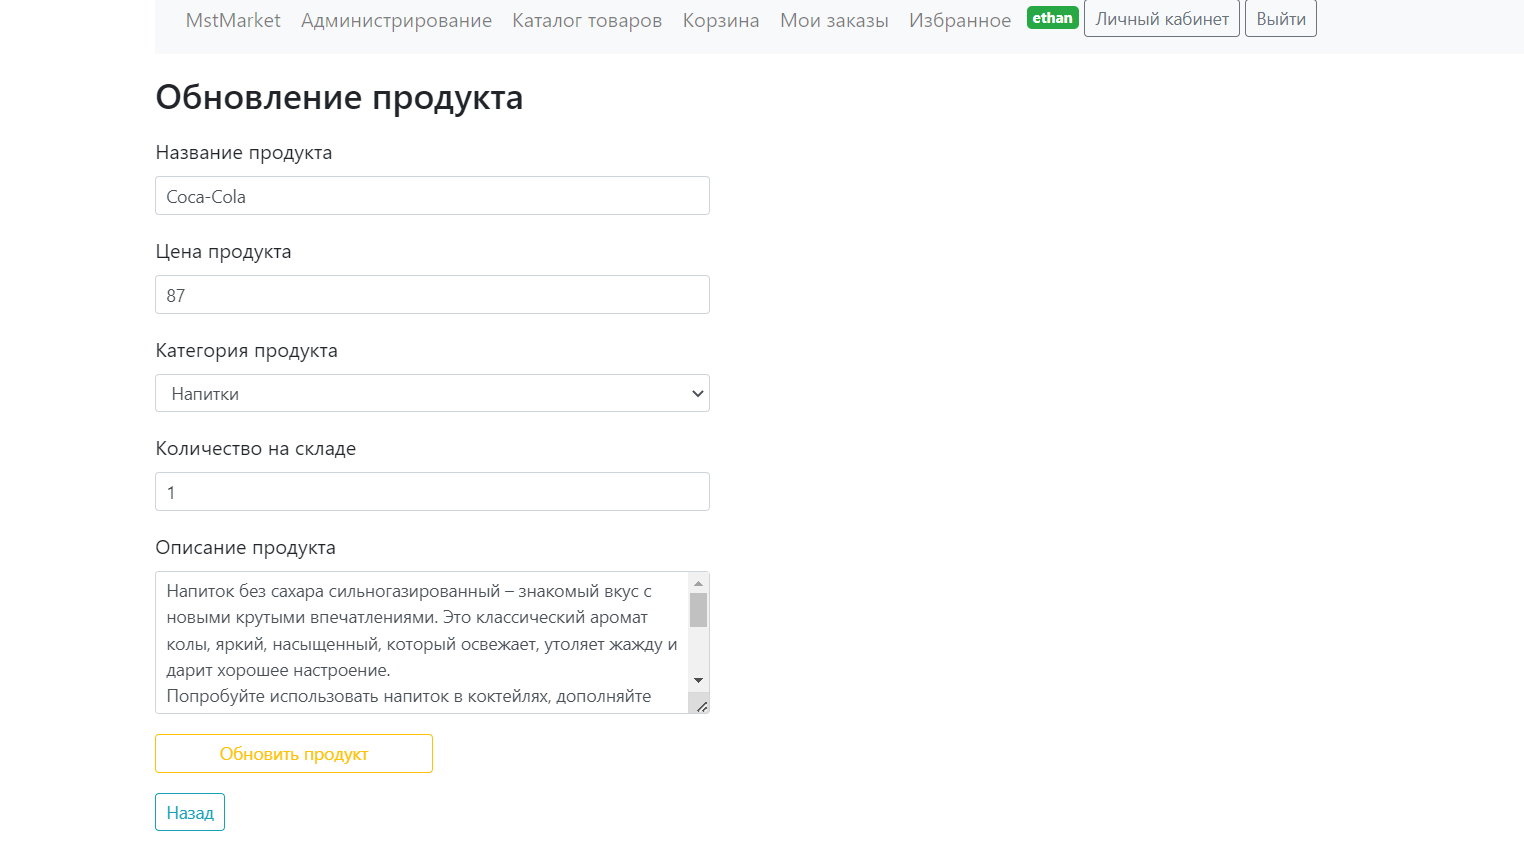 MstMarket Администрирование Каталог товаров Корзина Мои заказы Избранное ethan Личный кабинет Выйти
Обновление продукта
Название продукта
Coca-Cola
Цена продукта
87
Категория продукта
Напитки
Количество на складе
1
Описание продукта
Напиток без сахара сильногазированный – знакомый вкус с
новыми крутыми впечатлениями. Это классический аромат
колы, яркий, насыщенный, который освежает, утоляет жажду и
дарит хорошее настроение.
Попробуйте использовать напиток в коктейлях, дополняйте
Обновить продукт
Назад